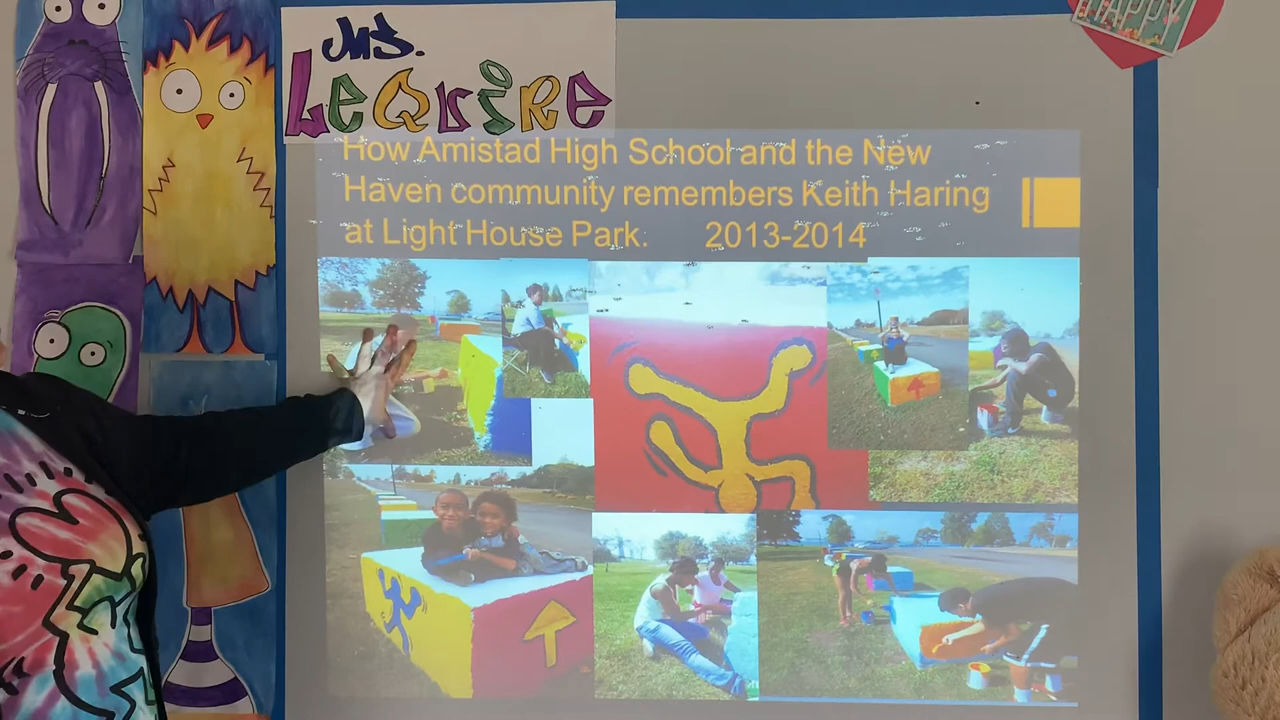 HAPPY
Ms.
LeQuiRe
How Amistad High School and the New
Haven community remembers Keith Haring
at Light House Park. 2013-2014